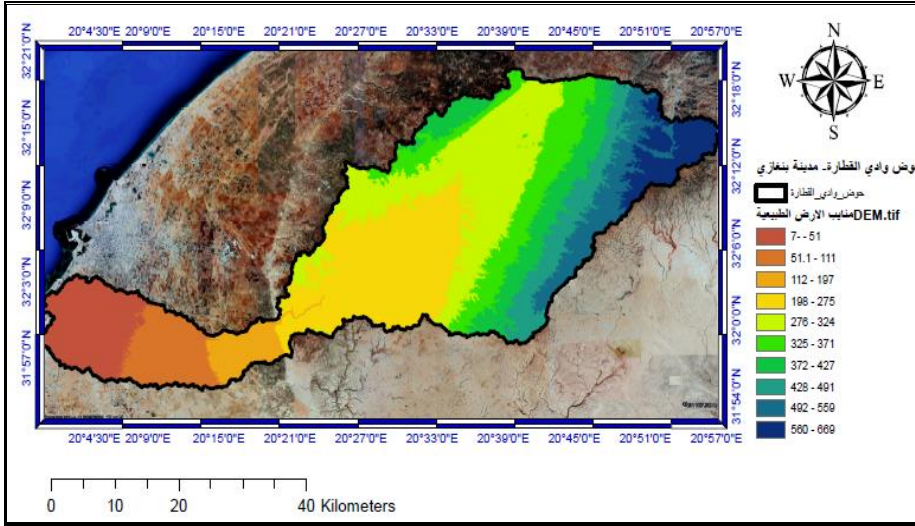 20°4'30"E 20°9'0"E 20°15'0"E 20°21'0"E 20°27'0"E 20°33'0"E 20°39'0"E 20°45'0"E 20°51'0"E 20°57'0"E
32°21'0"N
32°18'0"N
32°15'0"N
32°12'0"N
32°9'0"N
32°6'0"N
32°3'0"N
32°0'0"N
31°57'0"N
31°54'0"N
20°4'30"E 20°9'0"E 20°15'0"E 20°21'0"E 20°27'0"E 20°33'0"E 20°39'0"E 20°45'0"E 20°51'0"E 20°57'0"E
N
W E
S
حوض وادي القطارة- مدينة بنغازي
حوض_وادي_القطارة
مناسب الارض الطبيعية DEM.tif
7- - 51
51.1 - 111
112 - 197
198 - 275
276 - 324
325 - 371
372 - 427
428 - 491
492 - 559
560 - 669
0 10 20 40 Kilometers